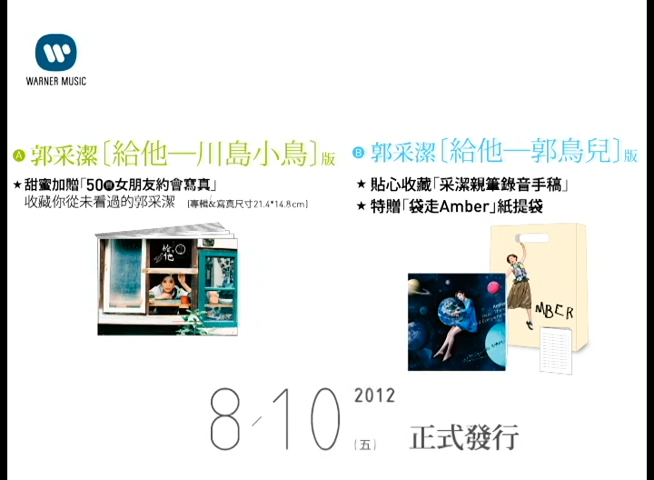 WARNER MUSIC
A 郭采潔〔給他—川島小鳥〕版
★甜蜜加贈「50幅女朋友約會寫真」
收藏你從未看過的郭采潔 (專輯&寫真尺寸21.4*14.8cm)
B 郭采潔〔給他—郭鳥兒〕版
★ 貼心收藏「采潔親筆錄音手稿」
★ 特贈「袋走Amber」紙提袋
給他
MBER
8/10 2012
(五) 正式發行